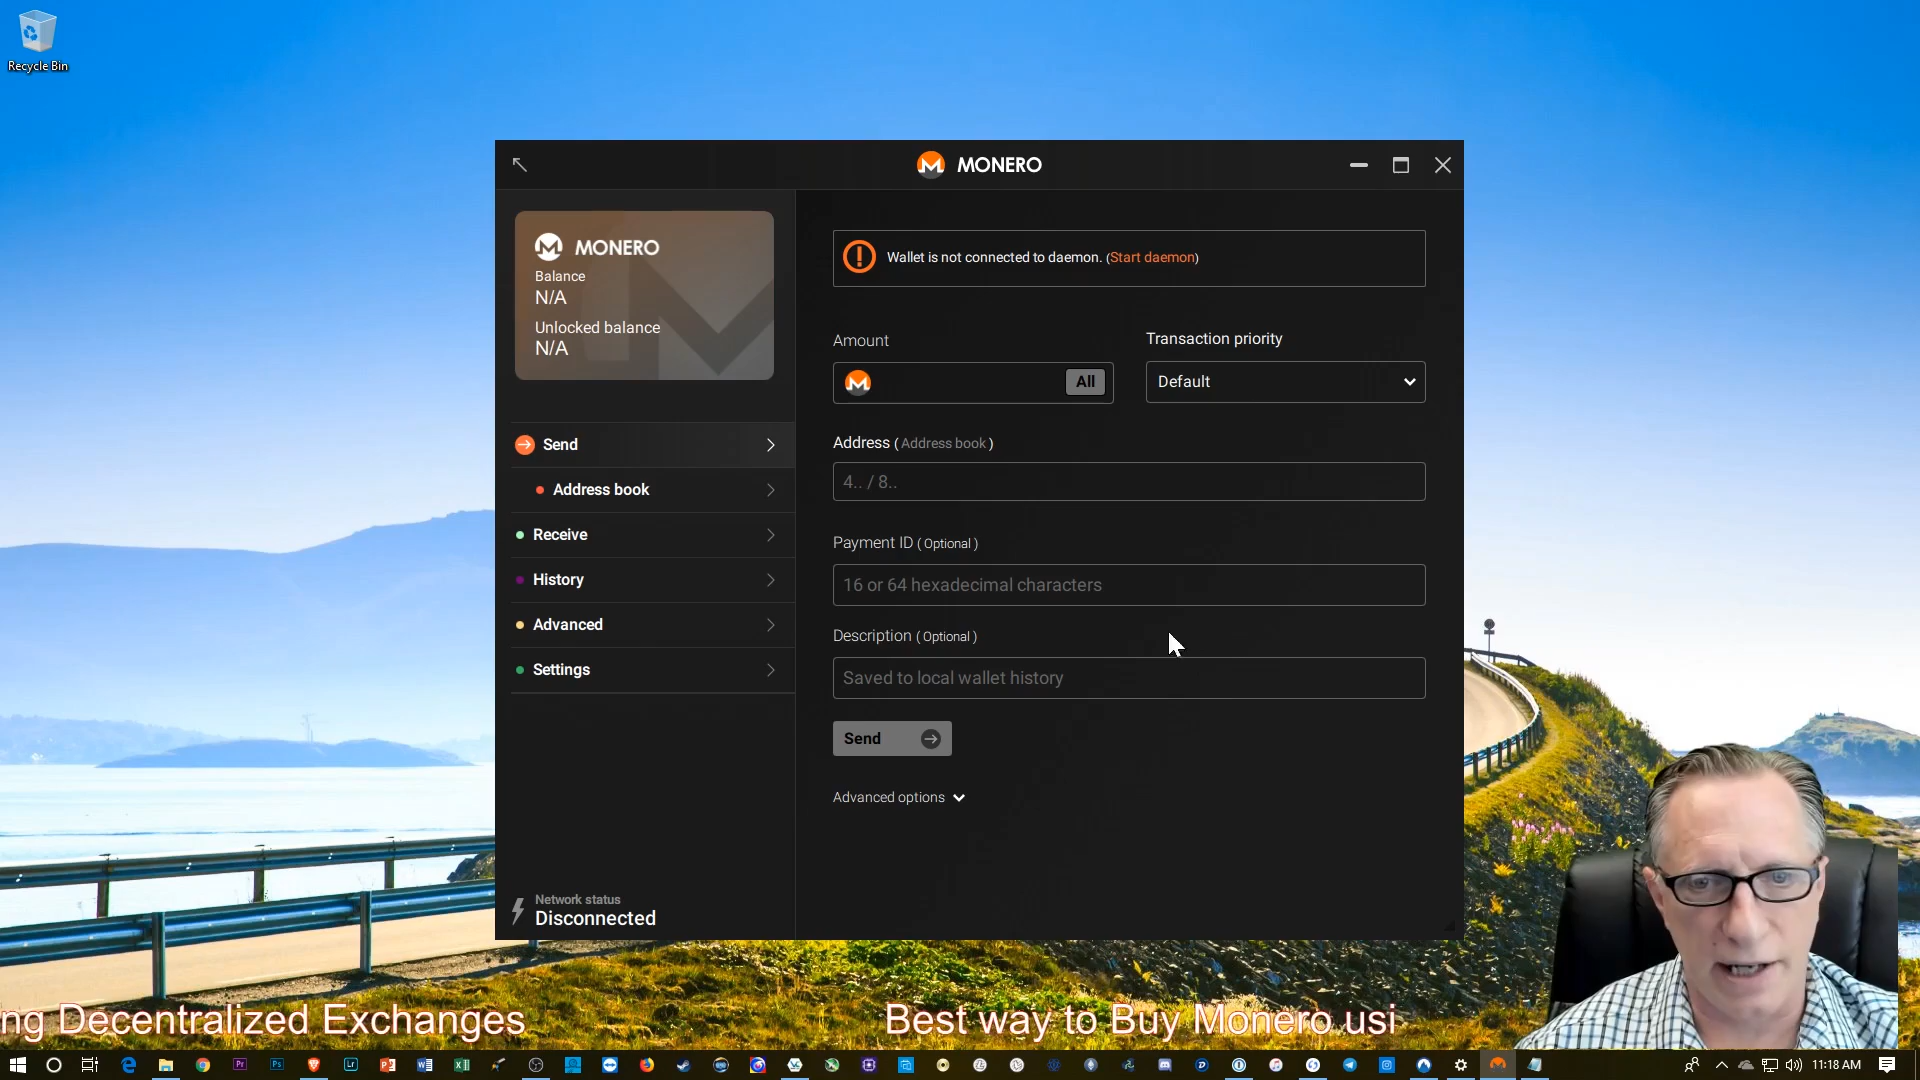 Recycle Bin
MONERO
MONERO
Balance
N/A
Unlocked balance
N/A
Send
Address book
Receive
History
Advanced
Settings
Network status
Disconnected
Wallet is not connected to daemon. (Start daemon)
Amount
All
Transaction priority
Default
Address ( Address book )
4.. / 8..
Payment ID ( Optional )
16 or 64 hexadecimal characters
Description ( Optional )
Saved to local wallet history
Send
Advanced options
ng Decentralized Exchanges
Best way to Buy Monero usi
11:18 AM